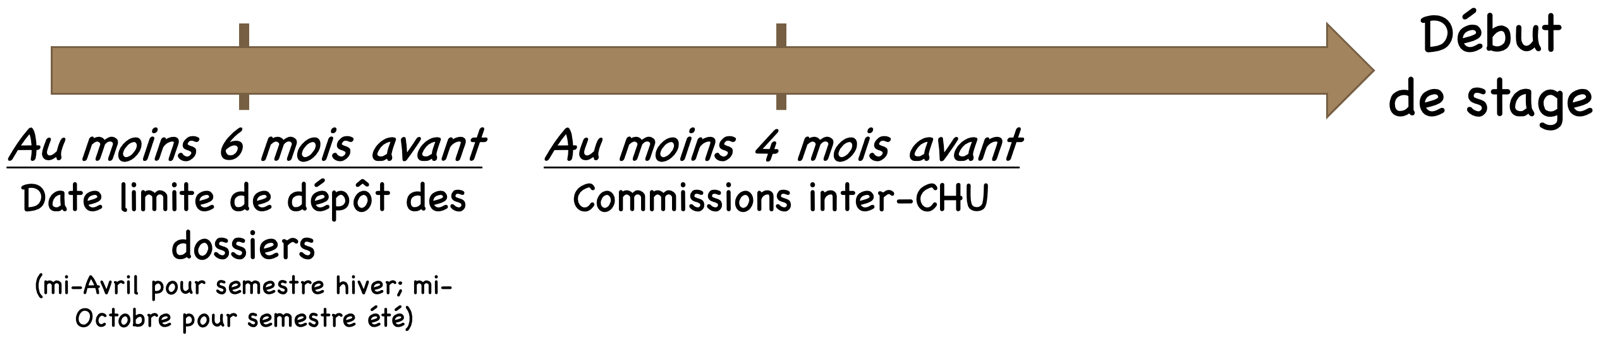 Début
de stage
Au moins 6 mois avant
Date limite de dépôt des
dossiers
(mi-Avril pour semestre hiver; mi-
Octobre pour semestre été)
Au moins 4 mois avant
Commissions inter-CHU